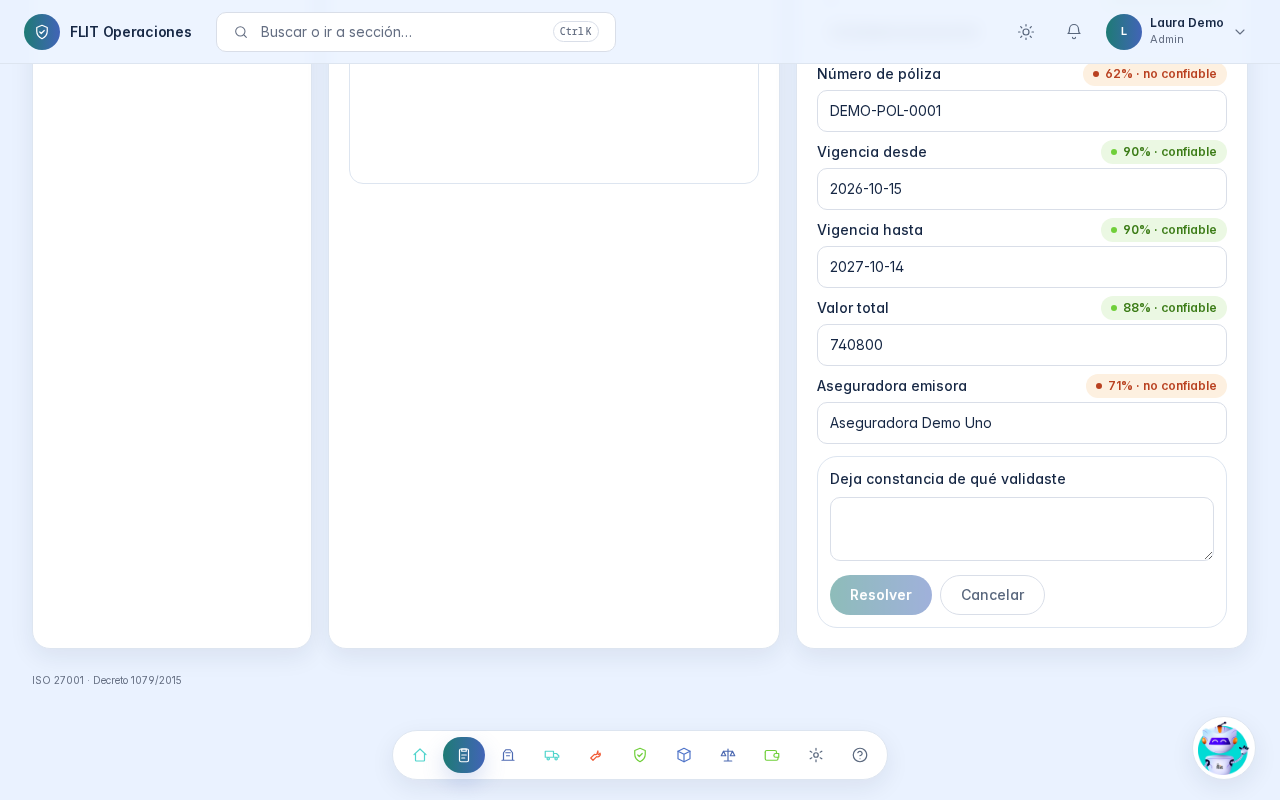 FLIT Operaciones
Buscar o ir a sección...
Ctrl K
L
Laura Demo
Admin
Número de póliza
62% · no confiable
DEMO-POL-0001
Vigencia desde
90% · confiable
2026-10-15
Vigencia hasta
90% · confiable
2027-10-14
Valor total
88% · confiable
740800
Aseguradora emisora
71% · no confiable
Aseguradora Demo Uno
Deja constancia de qué validaste
Resolver
Cancelar
ISO 27001 · Decreto 1079/2015